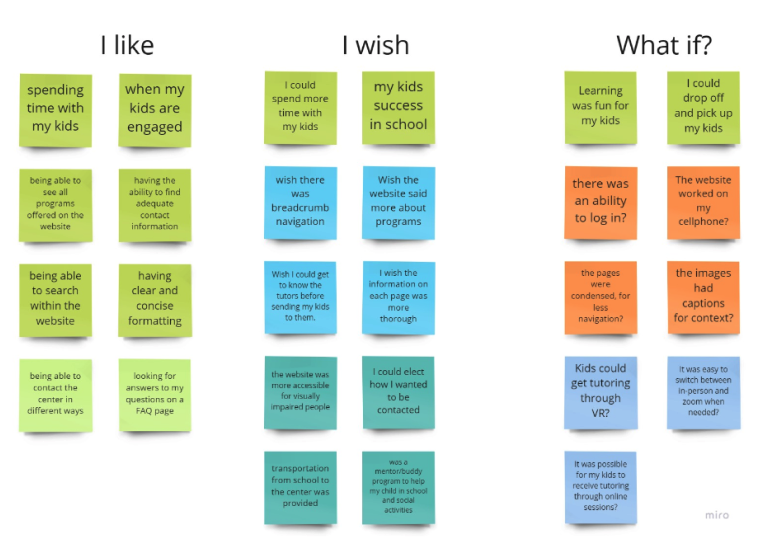 I like
spending
time with
my kids
when my
kids are
engaged
being able to
see all
programs
offered on the
website
having the
ability to find
adequate
contact
information
being able
to search
within the
website
having
clear and
concise
formatting
being able to
contact the
center in
different ways
looking for
answers to my
questions on a
FAQ page
I wish
I could
spend more
time with
my kids
my kids
success
in school
wish there
was
breadcrumb
navigation
Wish the
website said
more about
programs
Wish I could get
to know the
tutors before
sending my kids
to them.
I wish the
information on
each page was
more
thorough
the website was
more accessible
for visually
impaired people
I could elect
how I wanted
to be
contacted
transportation
from school to
the center was
provided
was a
mentor/buddy
program to help
my child in school
and social
activities
What if?
Learning
was fun for
my kids
I could
drop off
and pick up
my kids
there was
an ability
to log in?
The website
worked on
my
cellphone?
the pages
were
condensed, for
less
navigation?
the images
had
captions
for context?
Kids could
get tutoring
through
VR?
It was easy to
switch between
in-person and
zoom when
needed?
It was possible
for my kids to
receive tutoring
through online
sessions?
miro